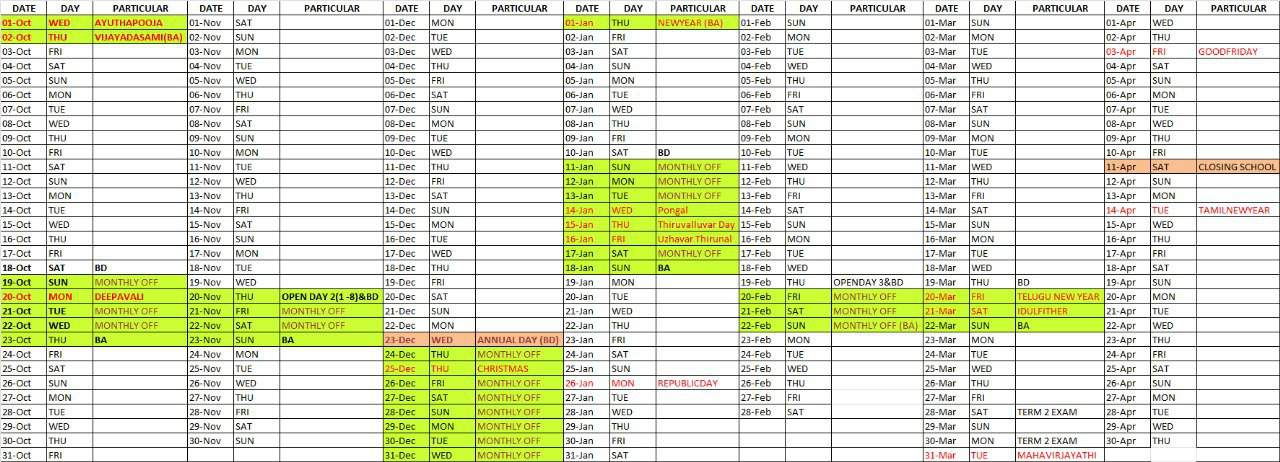 DATE DAY PARTICULAR DATE DAY PARTICULAR DATE DAY PARTICULAR DATE DAY PARTICULAR DATE DAY PARTICULAR DATE DAY PARTICULAR DATE DAY PARTICULAR
01-Oct WED AYUTHAPOOJA 01-Nov SAT 01-Dec MON 01-Jan THU NEWYEAR (BA) 01-Feb SUN 01-Mar SUN 01-Apr WED
02-Oct THU VIJAYADASAMI(BA) 02-Nov SUN 02-Dec TUE 02-Jan FRI 02-Feb MON 02-Mar MON 02-Apr THU
03-Oct FRI 03-Nov MON 03-Dec WED 03-Jan SAT 03-Feb TUE 03-Mar TUE 03-Apr FRI GOODFRIDAY
04-Oct SAT 04-Nov TUE 04-Dec THU 04-Jan SUN 04-Feb WED 04-Mar WED 04-Apr SAT
05-Oct SUN 05-Nov WED 05-Dec FRI 05-Jan MON 05-Feb THU 05-Mar THU 05-Apr SUN
06-Oct MON 06-Nov THU 06-Dec SAT 06-Jan TUE 06-Feb FRI 06-Mar FRI 06-Apr MON
07-Oct TUE 07-Nov FRI 07-Dec SUN 07-Jan WED 07-Feb SAT 07-Mar SAT 07-Apr TUE
08-Oct WED 08-Nov SAT 08-Dec MON 08-Jan THU 08-Feb SUN 08-Mar SUN 08-Apr WED
09-Oct THU 09-Nov SUN 09-Dec TUE 09-Jan FRI 09-Feb MON 09-Mar MON 09-Apr THU
10-Oct FRI 10-Nov MON 10-Dec WED 10-Jan SAT BD 10-Feb TUE 10-Mar TUE 10-Apr FRI
11-Oct SAT 11-Nov TUE 11-Dec THU 11-Jan SUN MONTHLY OFF 11-Feb WED 11-Mar WED 11-Apr SAT CLOSING SCHOOL
12-Oct SUN 12-Nov WED 12-Dec FRI 12-Jan MON MONTHLY OFF 12-Feb THU 12-Mar THU 12-Apr SUN
13-Oct MON 13-Nov THU 13-Dec SAT 13-Jan TUE MONTHLY OFF 13-Feb FRI 13-Mar FRI 13-Apr MON
14-Oct TUE 14-Nov FRI 14-Dec SUN 14-Jan WED Pongal 14-Feb SAT 14-Mar SAT 14-Apr TUE TAMILNEWYEAR
15-Oct WED 15-Nov SAT 15-Dec MON 15-Jan THU Thiruvalluvar Day 15-Feb SUN 15-Mar SUN 15-Apr WED
16-Oct THU 16-Nov SUN 16-Dec TUE 16-Jan FRI Uzhavar Thirunal 16-Feb MON 16-Mar MON 16-Apr THU
17-Oct FRI 17-Nov MON 17-Dec WED 17-Jan SAT MONTHLY OFF 17-Feb TUE 17-Mar TUE 17-Apr FRI
18-Oct SAT BD 18-Nov TUE 18-Dec THU 18-Jan SUN BA 18-Feb WED 18-Mar WED 18-Apr SAT
19-Oct SUN MONTHLY OFF 19-Nov WED 19-Dec FRI 19-Jan MON 19-Feb THU OPENDAY 3&BD 19-Mar THU BD 19-Apr SUN
20-Oct MON DEEPAVALI 20-Nov THU OPEN DAY 2(1 -8)&BD 20-Dec SAT 20-Jan TUE 20-Feb FRI MONTHLY OFF 20-Mar FRI TELUGU NEW YEAR 20-Apr MON
21-Oct TUE MONTHLY OFF 21-Nov FRI MONTHLY OFF 21-Dec SUN 21-Jan WED 21-Feb SAT MONTHLY OFF 21-Mar SAT IDULFITHER 21-Apr TUE
22-Oct WED MONTHLY OFF 22-Nov SAT MONTHLY OFF 22-Dec MON 22-Jan THU 22-Feb SUN MONTHLY OFF (BA) 22-Mar SUN BA 22-Apr WED
23-Oct THU BA 23-Nov SUN BA 23-Dec WED ANNUAL DAY (BD) 23-Jan FRI 23-Feb MON 23-Mar MON 23-Apr THU
24-Oct FRI 24-Nov MON 24-Dec THU MONTHLY OFF 24-Jan SAT 24-Feb TUE 24-Mar TUE 24-Apr FRI
25-Oct SAT 25-Nov TUE 25-Dec THU CHRISTMAS 25-Jan SUN 25-Feb WED 25-Mar WED 25-Apr SAT
26-Oct SUN 26-Nov WED 26-Dec FRI MONTHLY OFF 26-Jan MON REPUBLICDAY 26-Feb THU 26-Mar THU 26-Apr SUN
27-Oct MON 27-Nov THU 27-Dec SAT MONTHLY OFF 27-Jan TUE 27-Feb FRI 27-Mar FRI 27-Apr MON
28-Oct TUE 28-Nov FRI 28-Dec SUN MONTHLY OFF 28-Jan WED 28-Feb SAT 28-Mar SAT TERM 2 EXAM 28-Apr TUE
29-Oct WED 29-Nov SAT 29-Dec MON MONTHLY OFF 29-Jan THU 29-Mar SUN 29-Apr WED
30-Oct THU 30-Nov SUN 30-Dec TUE MONTHLY OFF 30-Jan FRI 30-Mar MON TERM 2 EXAM 30-Apr THU
31-Oct FRI 31-Dec WED MONTHLY OFF 31-Jan SAT 31-Mar TUE MAHAVIRJAYATHI